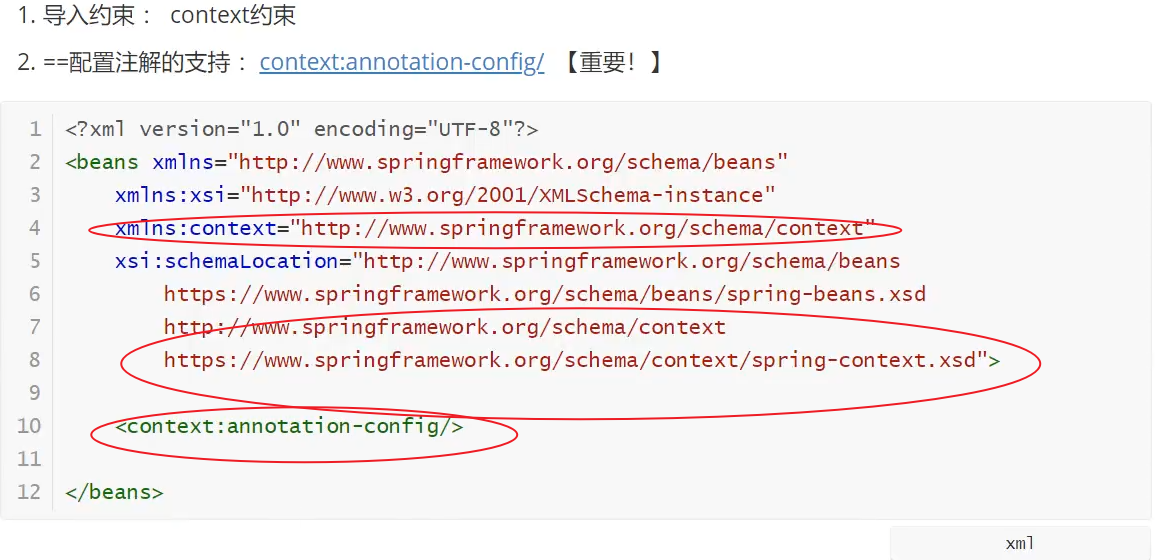 1. 导入约束： context约束
2. ==配置注解的支持： context:annotation-config/ 【重要！】
1 <?xml version="1.0" encoding="UTF-8"?>
2 <beans xmlns="http://www.springframework.org/schema/beans"
3 xmlns:xsi="http://www.w3.org/2001/XMLSchema-instance"
4 xmlns:context="http://www.springframework.org/schema/context"
5 xsi:schemaLocation="http://www.springframework.org/schema/beans
6 https://www.springframework.org/schema/beans/spring-beans.xsd
7 http://www.springframework.org/schema/context
8 https://www.springframework.org/schema/context/spring-context.xsd">
9
10 <context:annotation-config/>
11
12 </beans>
xml